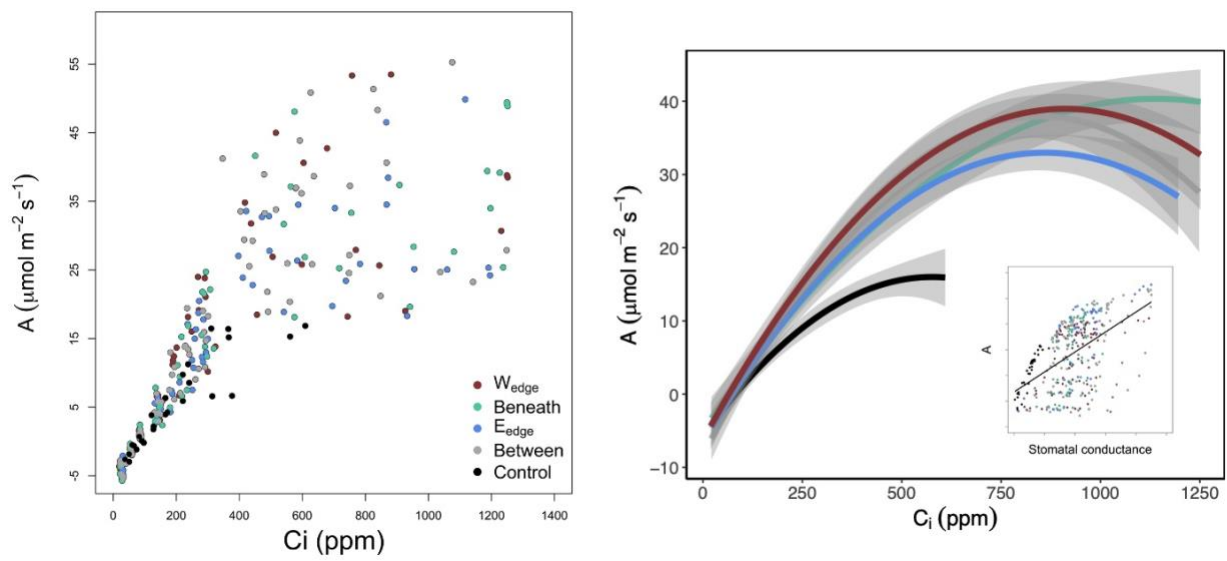 A (μmol m⁻² s⁻¹)
55
45
35
25
15
5
-5
0 200 400 600 800 1000 1200 1400
Ci (ppm)
W edge
Beneath
E edge
Between
Control
A (μmol m⁻² s⁻¹)
40
30
20
10
0
−10
0 250 500 750 1000 1250
Cᵢ (ppm)
A
Stomatal conductance